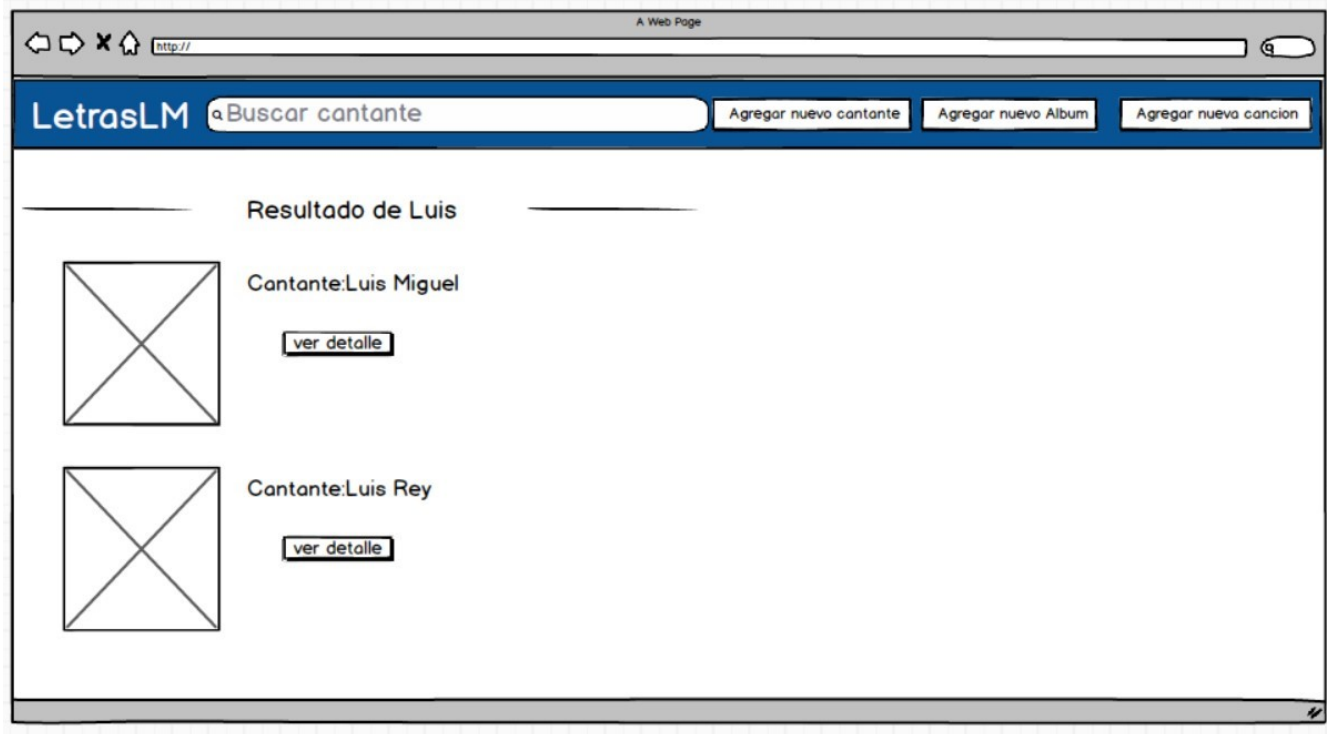 A Web Page
http://
LetrasLM
Buscar cantante
Agregar nuevo cantante
Agregar nuevo Album
Agregar nueva cancion
Resultado de Luis
Cantante:Luis Miguel
ver detalle
Cantante:Luis Rey
ver detalle